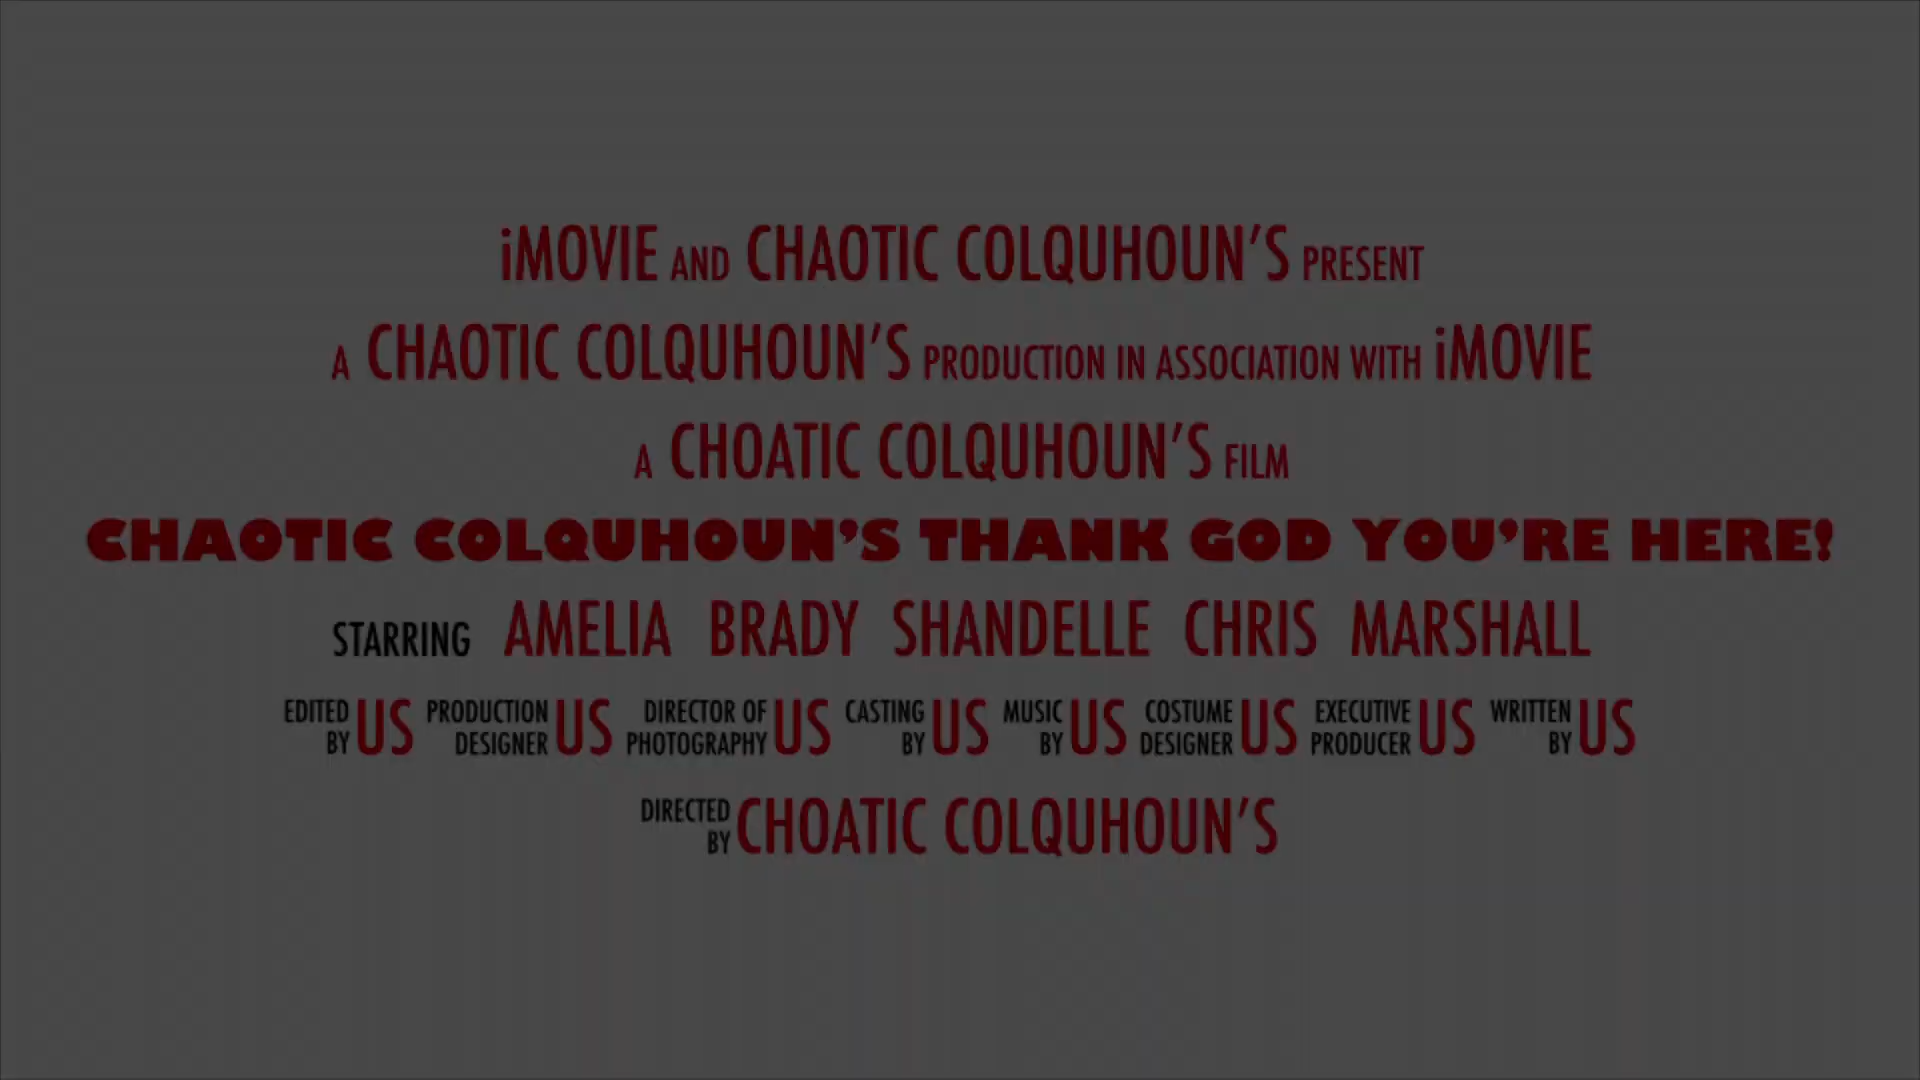 iMOVIE AND CHAOTIC COLQUHOUN'S PRESENT
A CHAOTIC COLQUHOUN'S PRODUCTION IN ASSOCIATION WITH iMOVIE
A CHOATIC COLQUHOUN'S FILM
CHAOTIC COLQUHOUN'S THANK GOD YOU'RE HERE!
STARRING AMELIA BRADY SHANDELLE CHRIS MARSHALL
EDITED BY US PRODUCTION DESIGNER US DIRECTOR OF PHOTOGRAPHY US CASTING BY US MUSIC BY US COSTUME DESIGNER US EXECUTIVE PRODUCER US WRITTEN BY US
DIRECTED BY CHOATIC COLQUHOUN'S